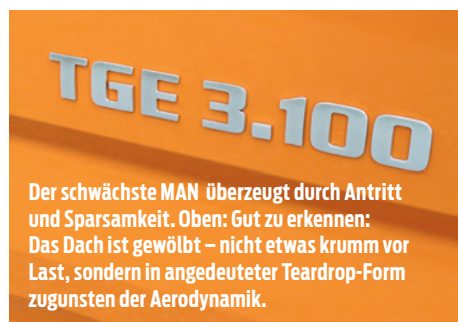 TGE 3.100
Der schwächste MAN überzeugt durch Antritt
und Sparsamkeit. Oben: Gut zu erkennen:
Das Dach ist gewölbt – nicht etwas krumm vor
Last, sondern in angedeuteter Teardrop-Form
zugunsten der Aerodynamik.